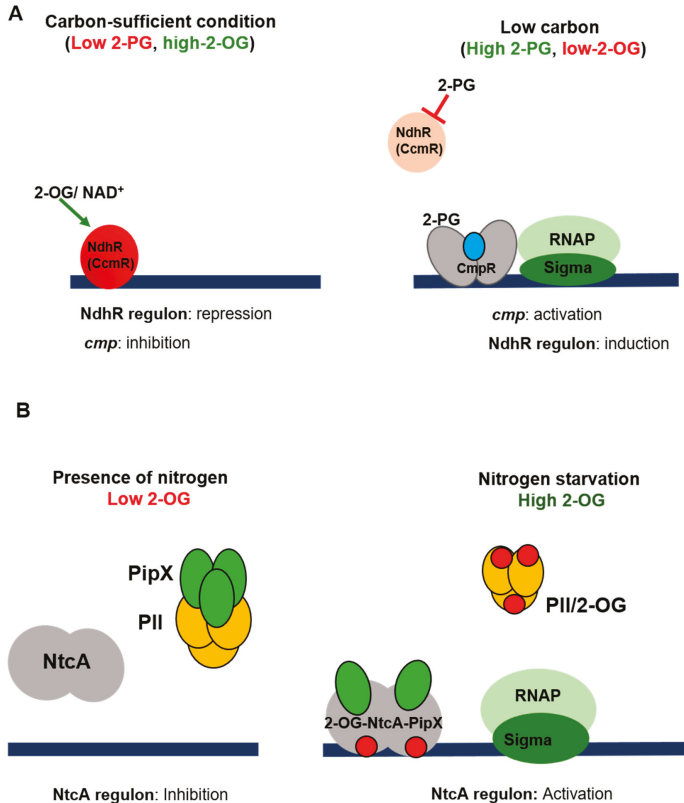 A
Carbon-sufficient condition
(Low 2-PG, high-2-OG)
Low carbon
(High 2-PG, low-2-OG)
2-PG
NdhR
(CcmR)
2-OG/ NAD⁺
NdhR
(CcmR)
2-PG
CmpR
RNAP
Sigma
NdhR regulon: repression
cmp: inhibition
cmp: activation
NdhR regulon: induction
B
Presence of nitrogen
Low 2-OG
Nitrogen starvation
High 2-OG
PipX
PII
NtcA
PII/2-OG
2-OG-NtcA-PipX
RNAP
Sigma
NtcA regulon: Inhibition
NtcA regulon: Activation